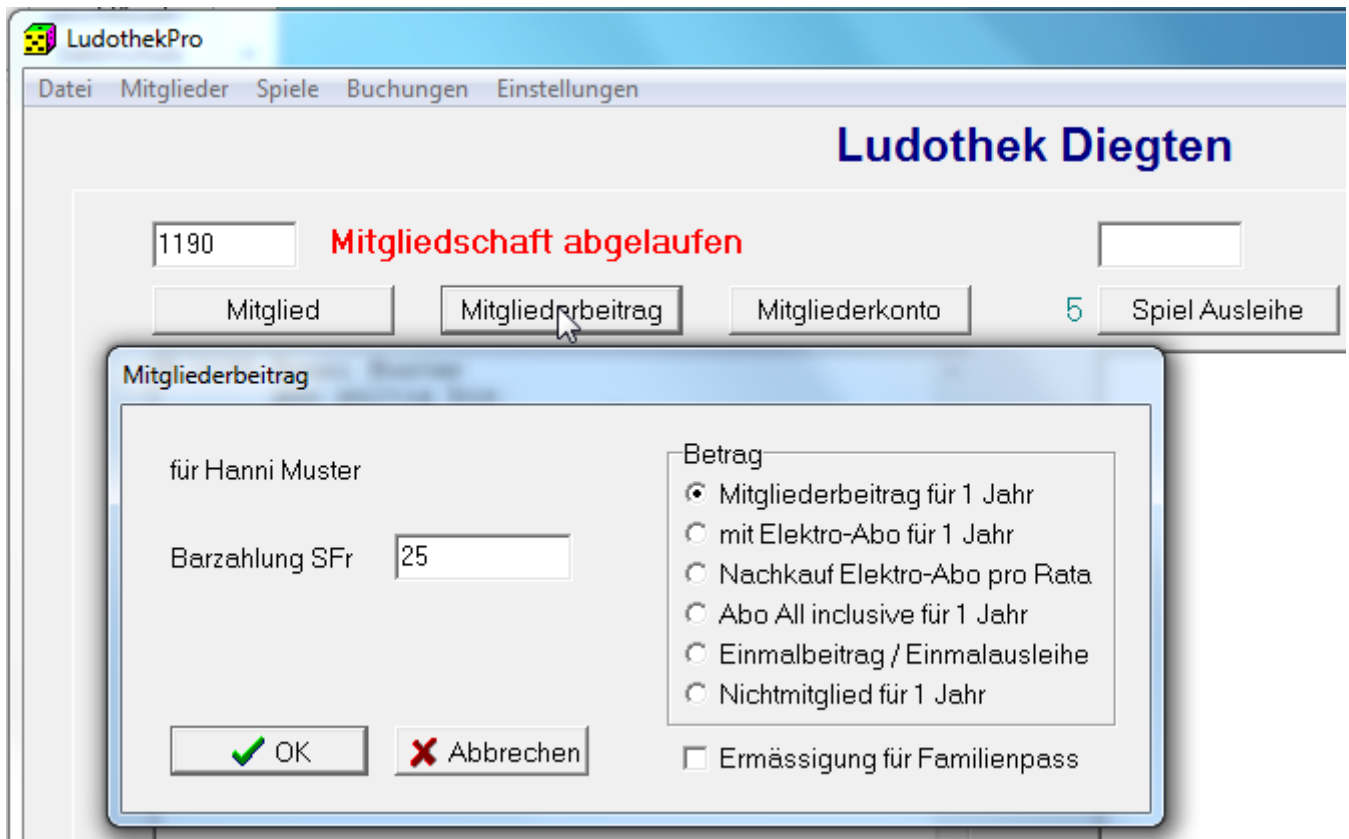 LudothekPro
Datei Mitglieder Spiele Buchungen Einstellungen
Ludothek Diegten
1190 Mitgliedschaft abgelaufen
Mitglied Mitgliederbeitrag Mitgliederkonto 5 Spiel Ausleihe
Mitgliederbeitrag
für Hanni Muster
Barzahlung SFr 25
Betrag
Mitgliederbeitrag für 1 Jahr
mit Elektro-Abo für 1 Jahr
Nachkauf Elektro-Abo pro Rata
Abo All inclusive für 1 Jahr
Einmalbeitrag / Einmalausleihe
Nichtmitglied für 1 Jahr
OK Abbrechen
Ermässigung für Familienpass